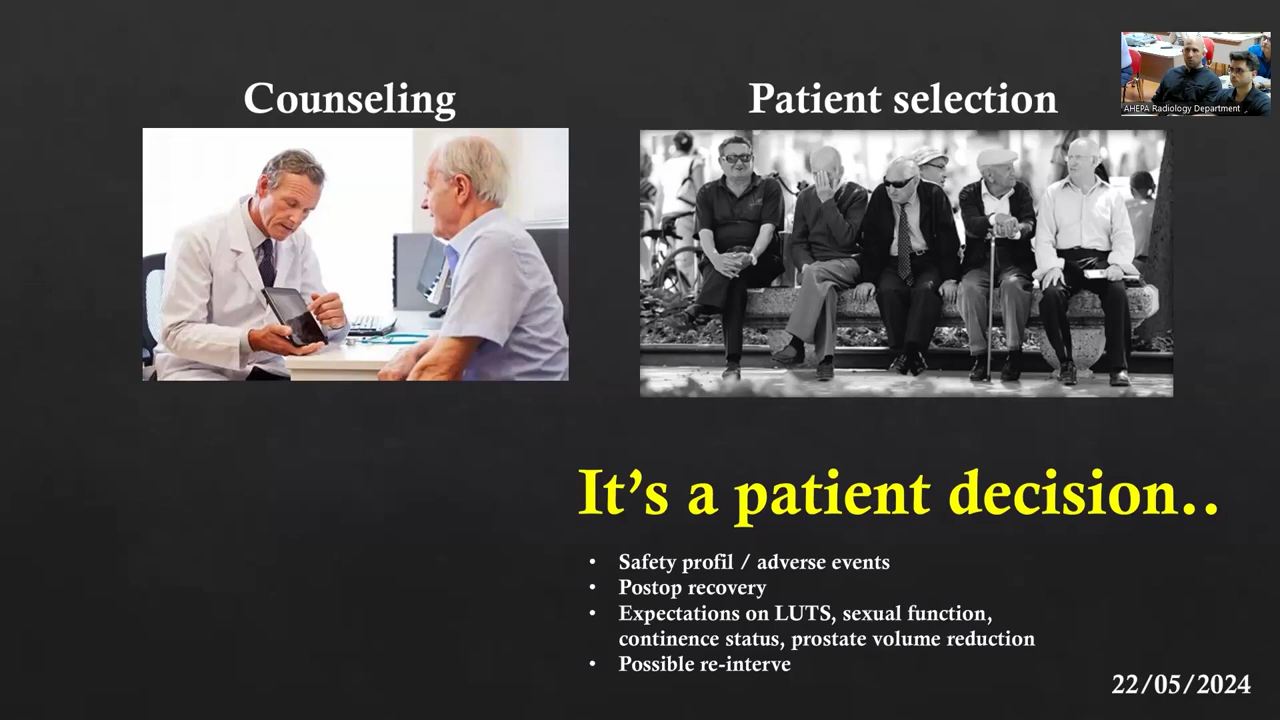 Counseling
Patient selection
AHEPA Radiology Department
It's a patient decision..
• Safety profil / adverse events
• Postop recovery
• Expectations on LUTS, sexual function,
continence status, prostate volume reduction
• Possible re-interve
22/05/2024